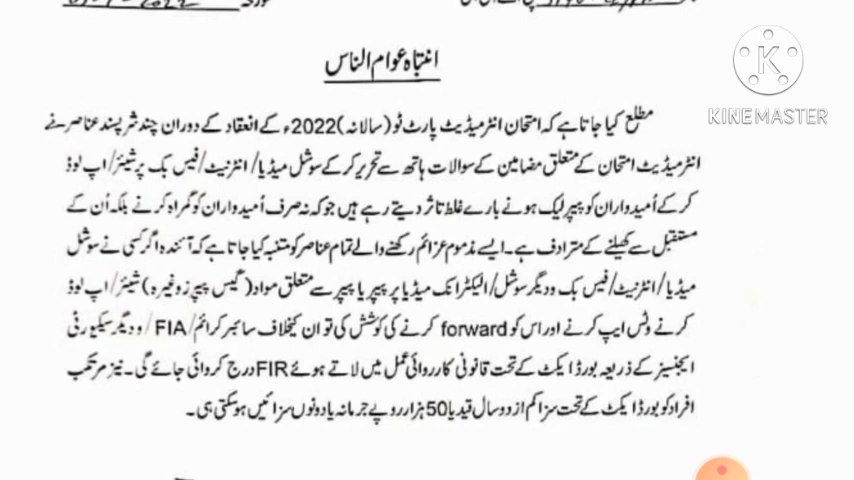 انتباہ عوام الناس
مطلع کیا جاتا ہے کہ امتحان انٹرمیڈیٹ پارٹ ٹو (سالانہ) 2022ء کے انعقاد کے دوران چند شرپسند عناصر نے
انٹرمیڈیٹ امتحان کے متعلق مضامین کے سوالات ہاتھ سے تحریر کر کے سوشل میڈیا/انٹرنیٹ/فیس بک پر شیئر/اپ لوڈ
کر کے اُمیدواران کو پیپر لیک ہونے بارے غلط تاثر دیتے رہے ہیں جو کہ نہ صرف اُمیدواران کو گمراہ کرنے بلکہ اُن کے
مستقبل سے کھیلنے کے مترادف ہے۔ ایسے مذموم عزائم رکھنے والے تمام عناصر کو متنبہ کیا جاتا ہے کہ آئندہ اگر کسی نے سوشل
میڈیا/انٹرنیٹ/فیس بک ودیگر سوشل/الیکٹرانک میڈیا پر پیپر یا پیپر سے متعلق مواد (گیس پیپرز وغیرہ) شیئر/اپ لوڈ
کرنے وٹس ایپ کرنے اور اس کو forward کرنے کی کوشش کی تو ان کیخلاف سائبر کرائم/FIA/ودیگر سیکیورٹی
ایجنسیز کے ذریعہ بورڈ ایکٹ کے تحت قانونی کارروائی عمل میں لاتے ہوئے FIR درج کروائی جائے گی۔ نیز مرتکب
افراد کو بورڈ ایکٹ کے تحت سزا کم از دو سال قید یا 50 ہزار روپے جرمانہ یا دونوں سزائیں ہو سکتی ہی۔
KINEMASTER